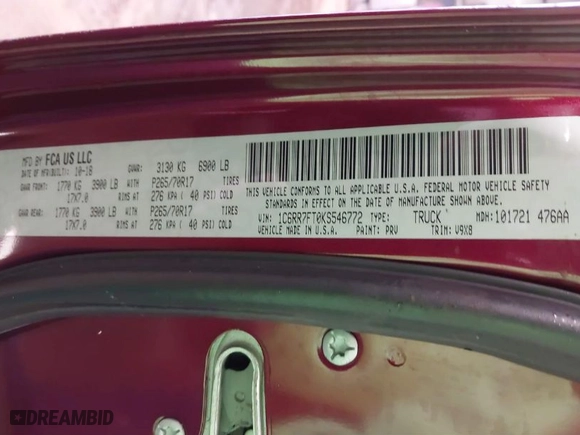 MFD BY FCA US LLC
DATE OF MFR/BUILT: 10-18 GVWR: 3130 KG 6900 LB
GAWR FRONT: 1770 KG 3900 LB WITH P265/70R17 TIRES
17X7.0 RIMS AT 276 KPA ( 40 PSI) COLD
GAWR REAR: 1770 KG 3900 LB WITH P265/70R17 TIRES
17X7.0 RIMS AT 276 KPA ( 40 PSI) COLD
THIS VEHICLE CONFORMS TO ALL APPLICABLE U.S.A. FEDERAL MOTOR VEHICLE SAFETY
STANDARDS IN EFFECT ON THE DATE OF MANUFACTURE SHOWN ABOVE.
VIN: 1C6RR7FT0KS546772 TYPE: TRUCK MDH: 101721 476AA
VEHICLE MADE IN U.S.A. PAINT: PRV TRIM: V9X8
DREAMBID